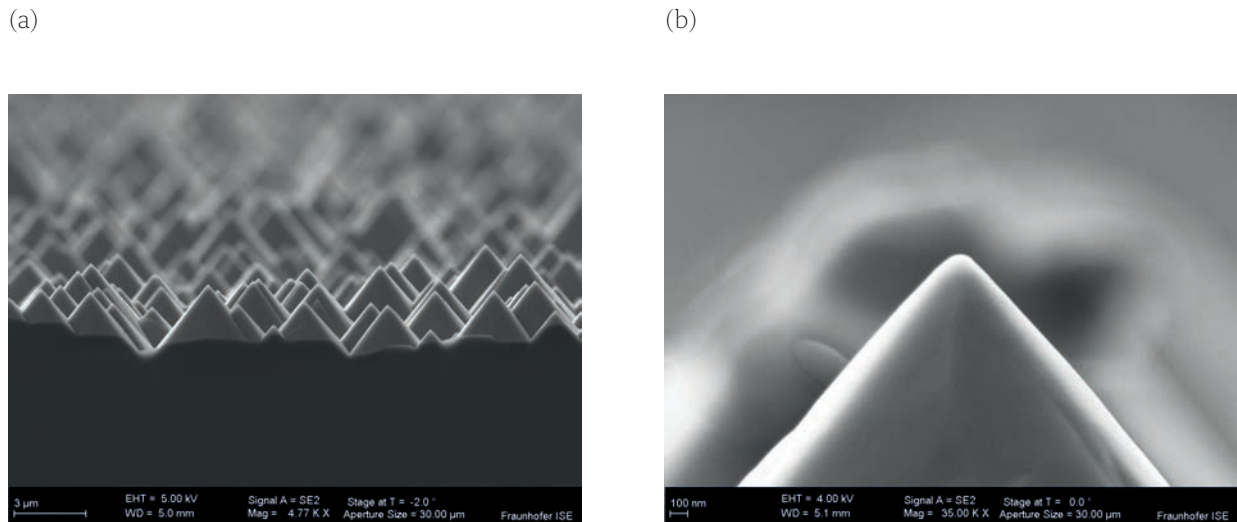 (a)
(b)
3 µm
EHT = 5.00 kV
WD = 5.0 mm
Signal A = SE2
Mag = 4.77 K X
Stage at T = -2.0 °
Aperture Size = 30.00 µm
Fraunhofer ISE
100 nm
EHT = 4.00 kV
WD = 5.1 mm
Signal A = SE2
Mag = 35.00 K X
Stage at T = 0.0 °
Aperture Size = 30.00 µm
Fraunhofer ISE